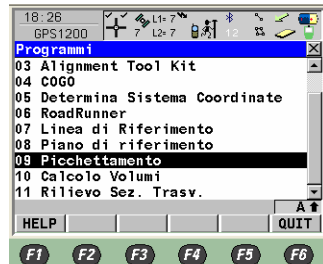 18:26
GPS1200
L1= 7
7 L2= 7
12
Programmi
03 Alignment Tool Kit
04 COGO
05 Determina Sistema Coordinate
06 RoadRunner
07 Linea di Riferimento
08 Piano di riferimento
09 Picchettamento
10 Calcolo Volumi
11 Rilievo Sez. Trasv.
A
HELP QUIT
F1 F2 F3 F4 F5 F6